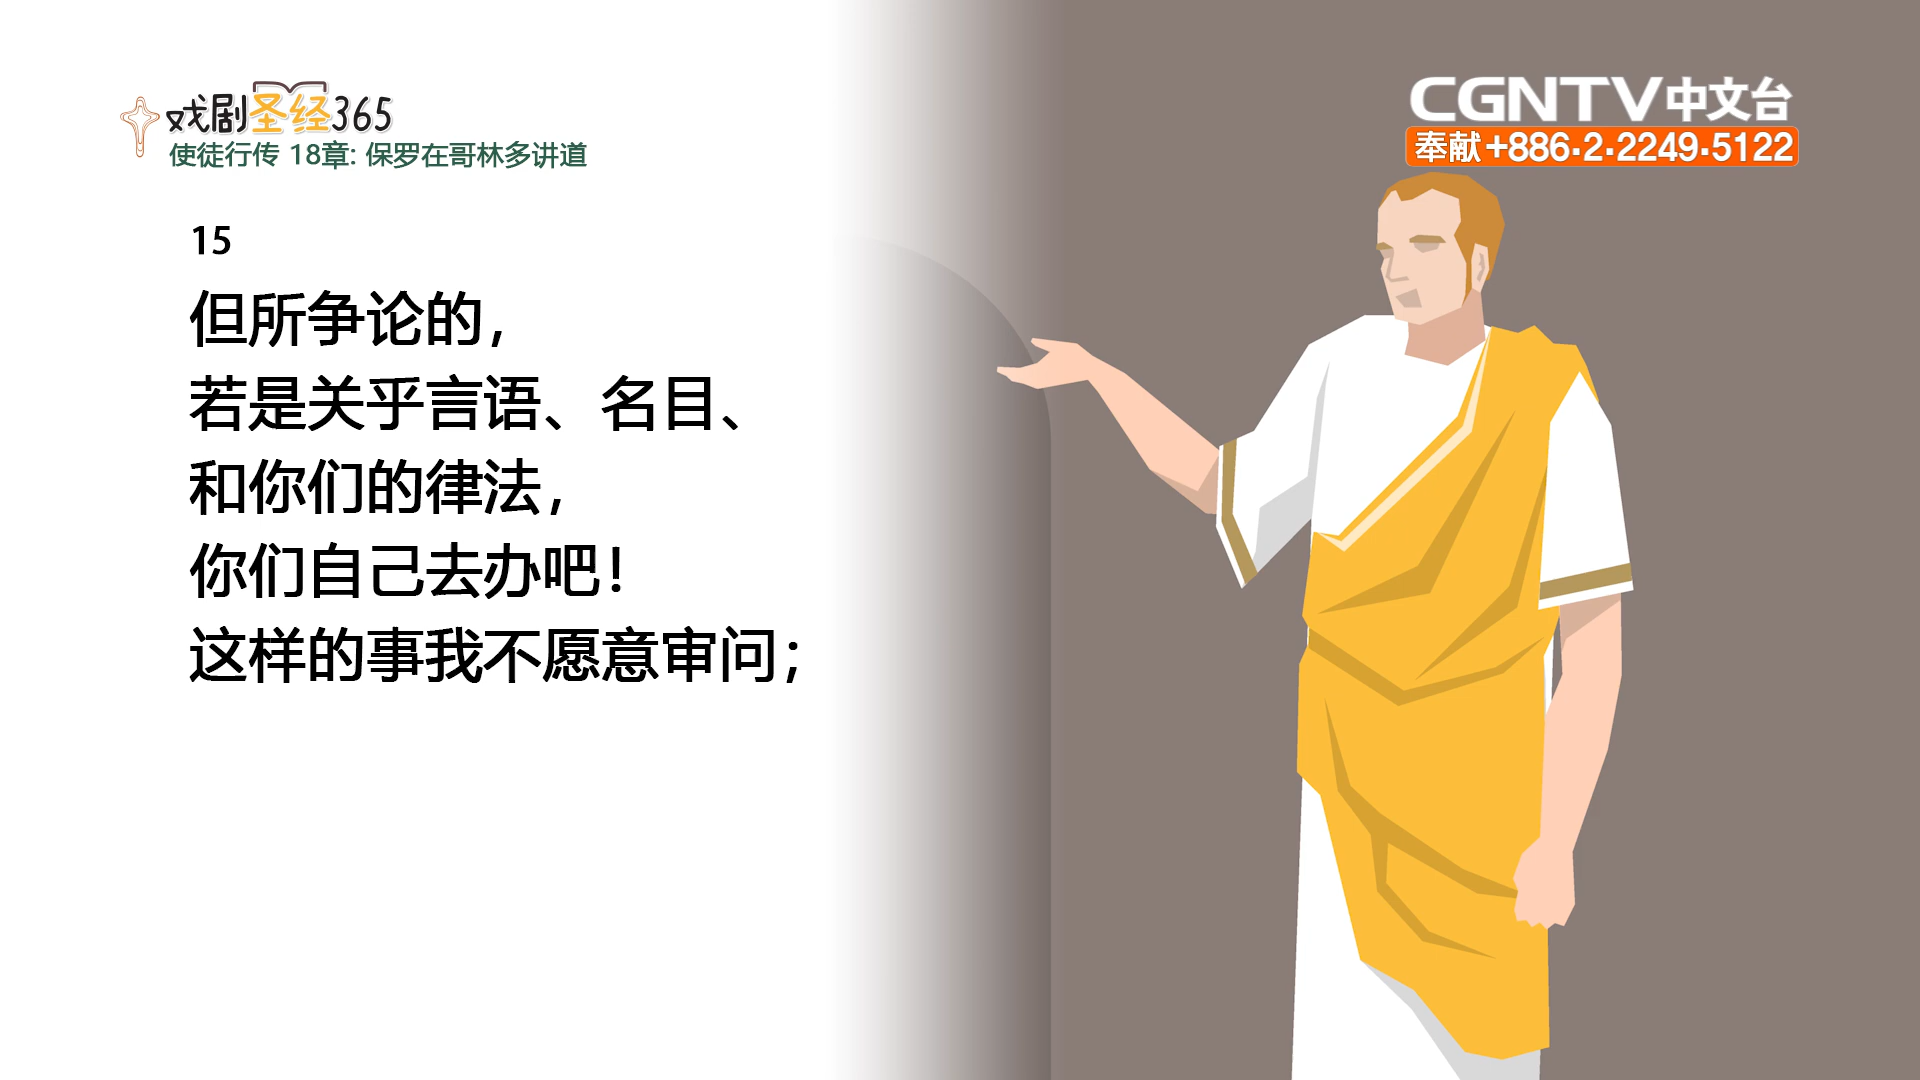 戏剧圣经365
使徒行传 18章: 保罗在哥林多讲道
CGNTV中文台
奉献+886·2·2249·5122
15
但所争论的，
若是关乎言语、名目、
和你们的律法，
你们自己去办吧！
这样的事我不愿意审问；